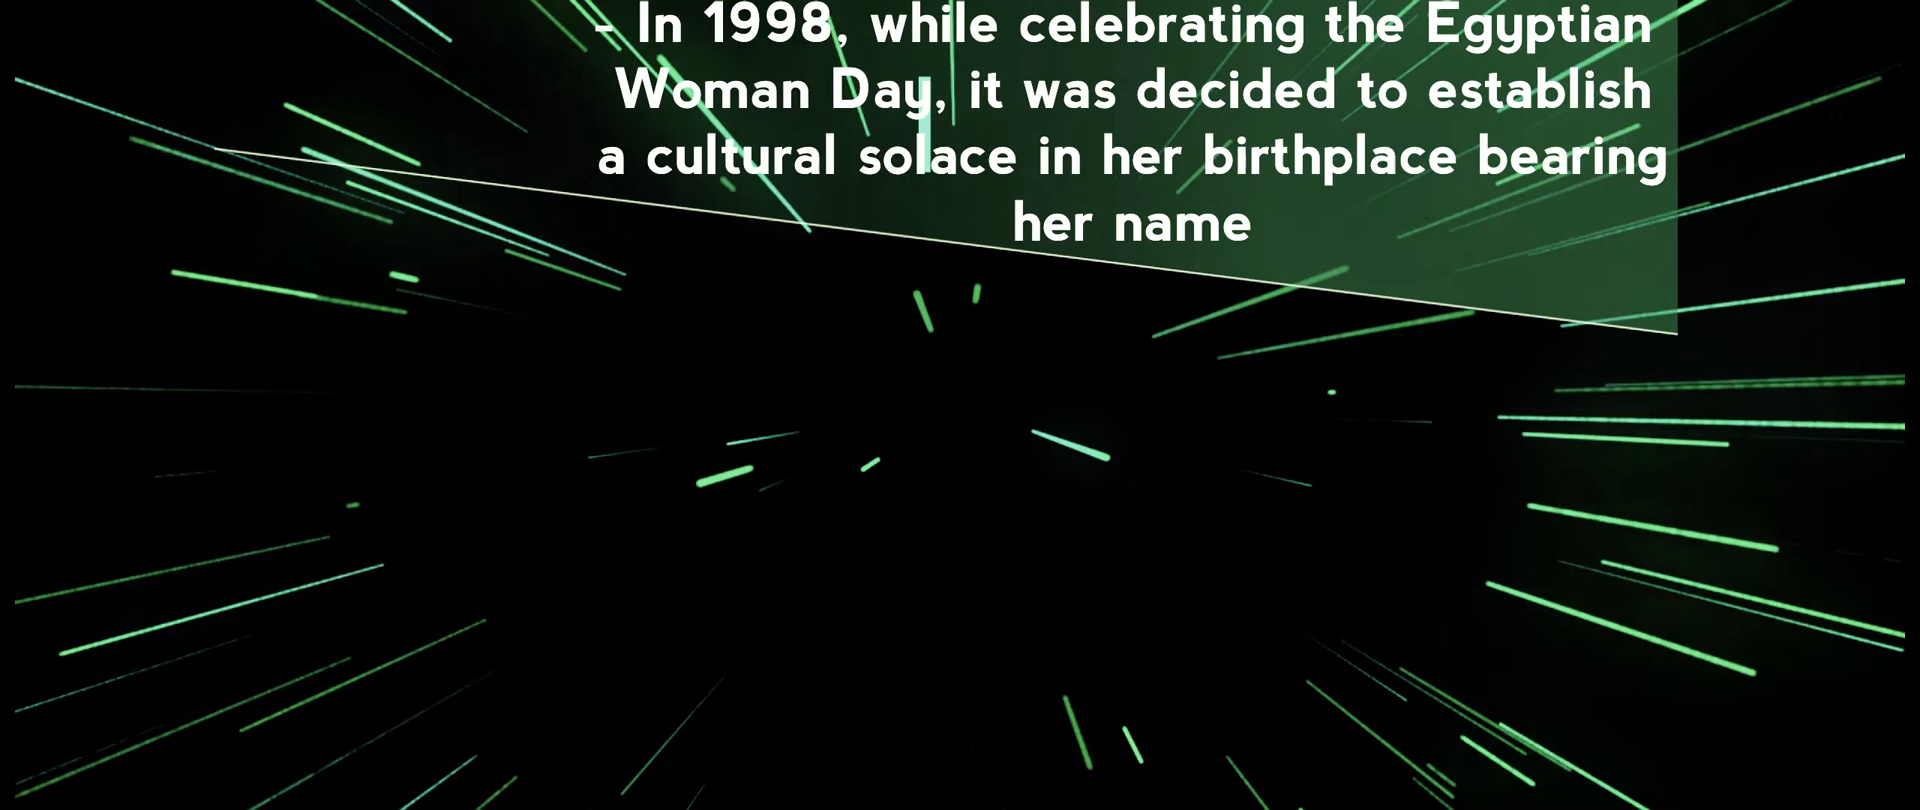 - In 1998, while celebrating the Egyptian
Woman Day, it was decided to establish
a cultural solace in her birthplace bearing
her name